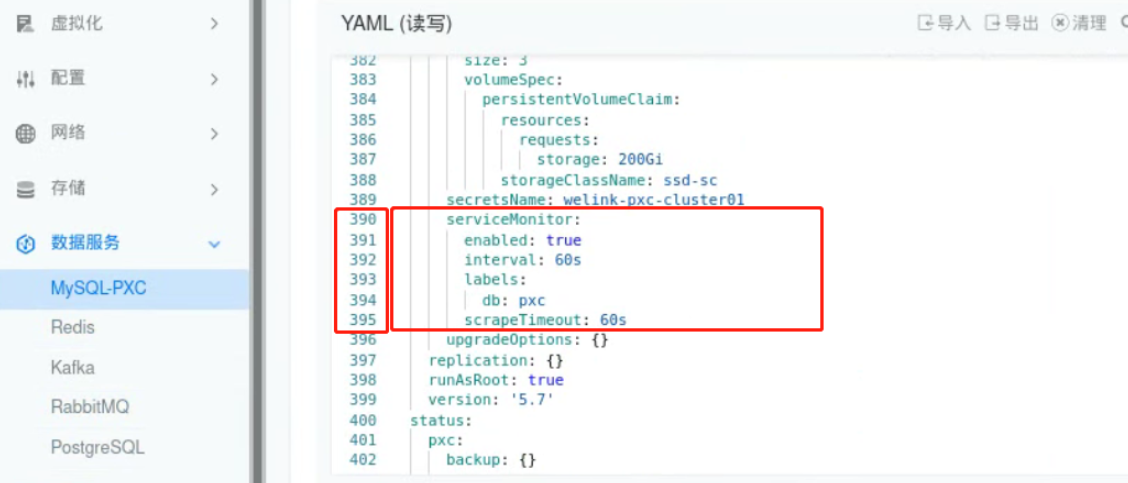 虚拟化
配置
网络
存储
数据服务
MySQL-PXC
Redis
Kafka
RabbitMQ
PostgreSQL
YAML (读写)
导入 导出 清理
382 size: 3
383 volumeSpec:
384 persistentVolumeClaim:
385 resources:
386 requests:
387 storage: 200Gi
388 storageClassName: ssd-sc
389 secretsName: welink-pxc-cluster01
390 serviceMonitor:
391 enabled: true
392 interval: 60s
393 labels:
394 db: pxc
395 scrapeTimeout: 60s
396 upgradeOptions: {}
397 replication: {}
398 runAsRoot: true
399 version: '5.7'
400 status:
401 pxc:
402 backup: {}